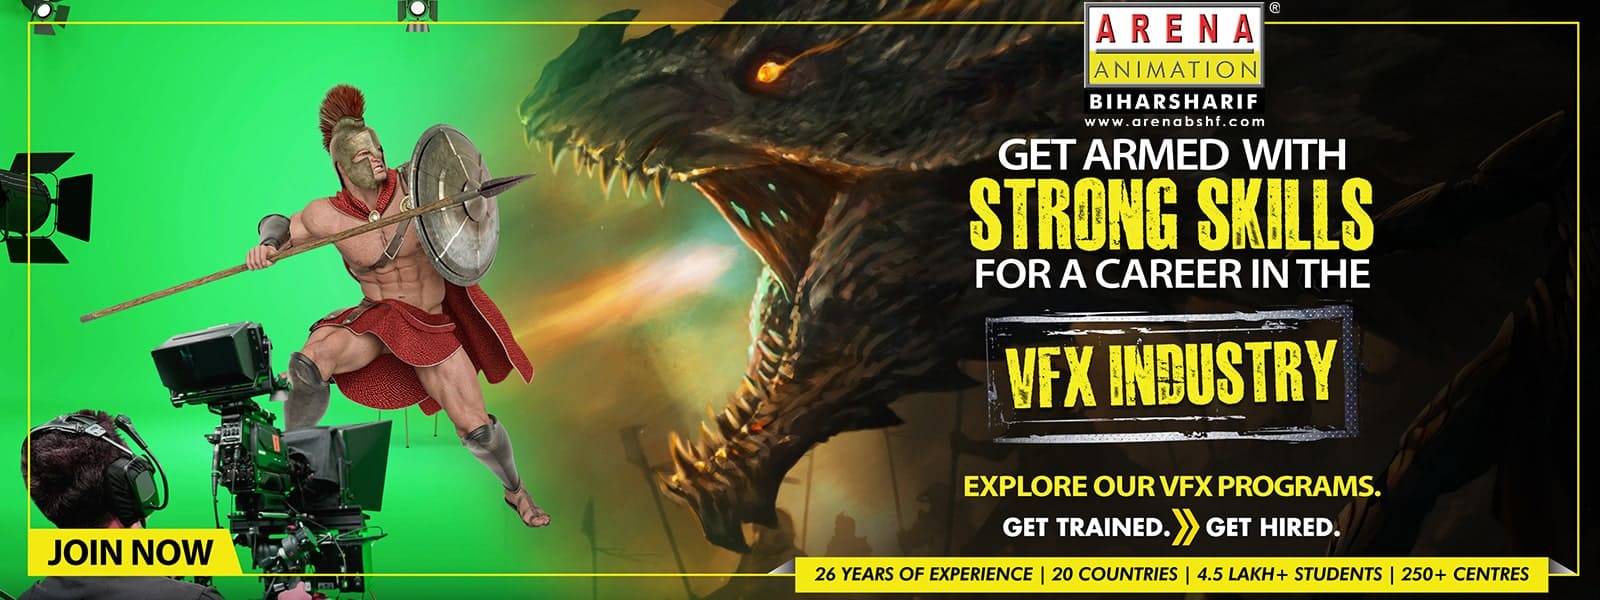 ARENA ®
ANIMATION
BIHARSHARIF
www.arenabshf.com
GET ARMED WITH
STRONG SKILLS
FOR A CAREER IN THE
VFX INDUSTRY
EXPLORE OUR VFX PROGRAMS.
GET TRAINED. GET HIRED.
JOIN NOW
26 YEARS OF EXPERIENCE | 20 COUNTRIES | 4.5 LAKH+ STUDENTS | 250+ CENTRES